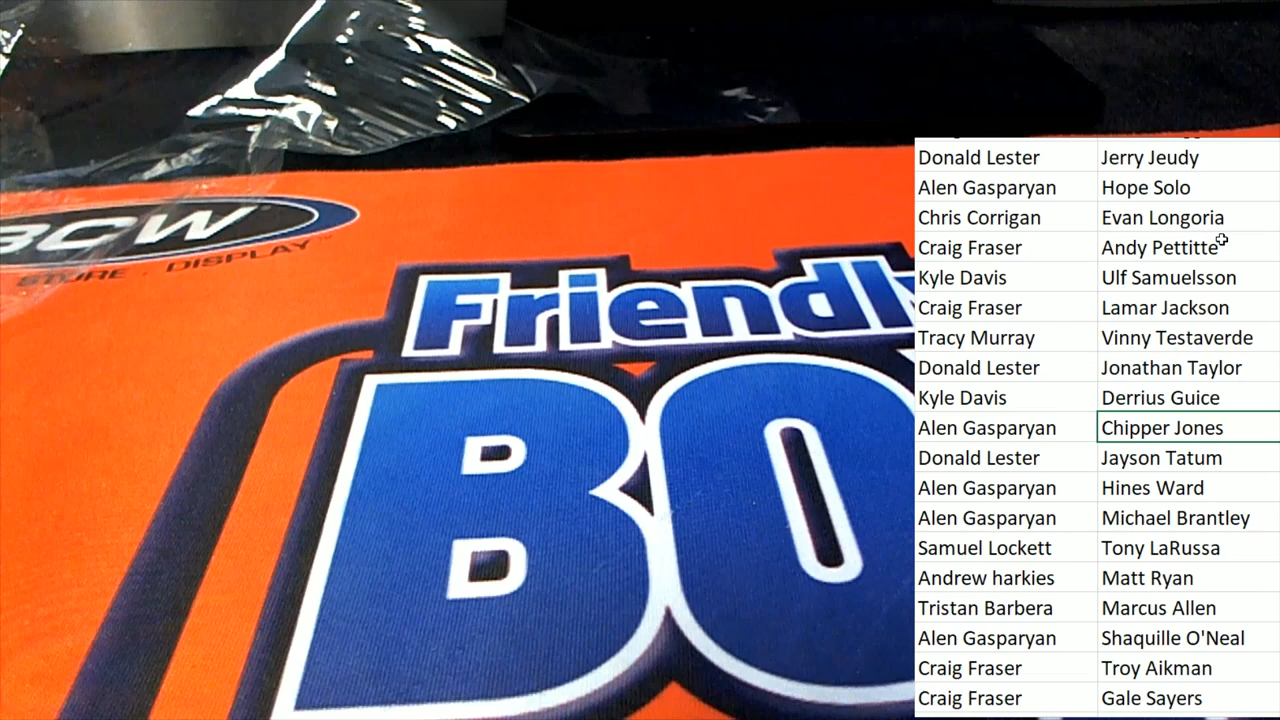 BCW
STORE · DISPLAY™
Friendly
BO
Donald Lester Jerry Jeudy
Alen Gasparyan Hope Solo
Chris Corrigan Evan Longoria
Craig Fraser Andy Pettitte
Kyle Davis Ulf Samuelsson
Craig Fraser Lamar Jackson
Tracy Murray Vinny Testaverde
Donald Lester Jonathan Taylor
Kyle Davis Derrius Guice
Alen Gasparyan Chipper Jones
Donald Lester Jayson Tatum
Alen Gasparyan Hines Ward
Alen Gasparyan Michael Brantley
Samuel Lockett Tony LaRussa
Andrew harkies Matt Ryan
Tristan Barbera Marcus Allen
Alen Gasparyan Shaquille O'Neal
Craig Fraser Troy Aikman
Craig Fraser Gale Sayers